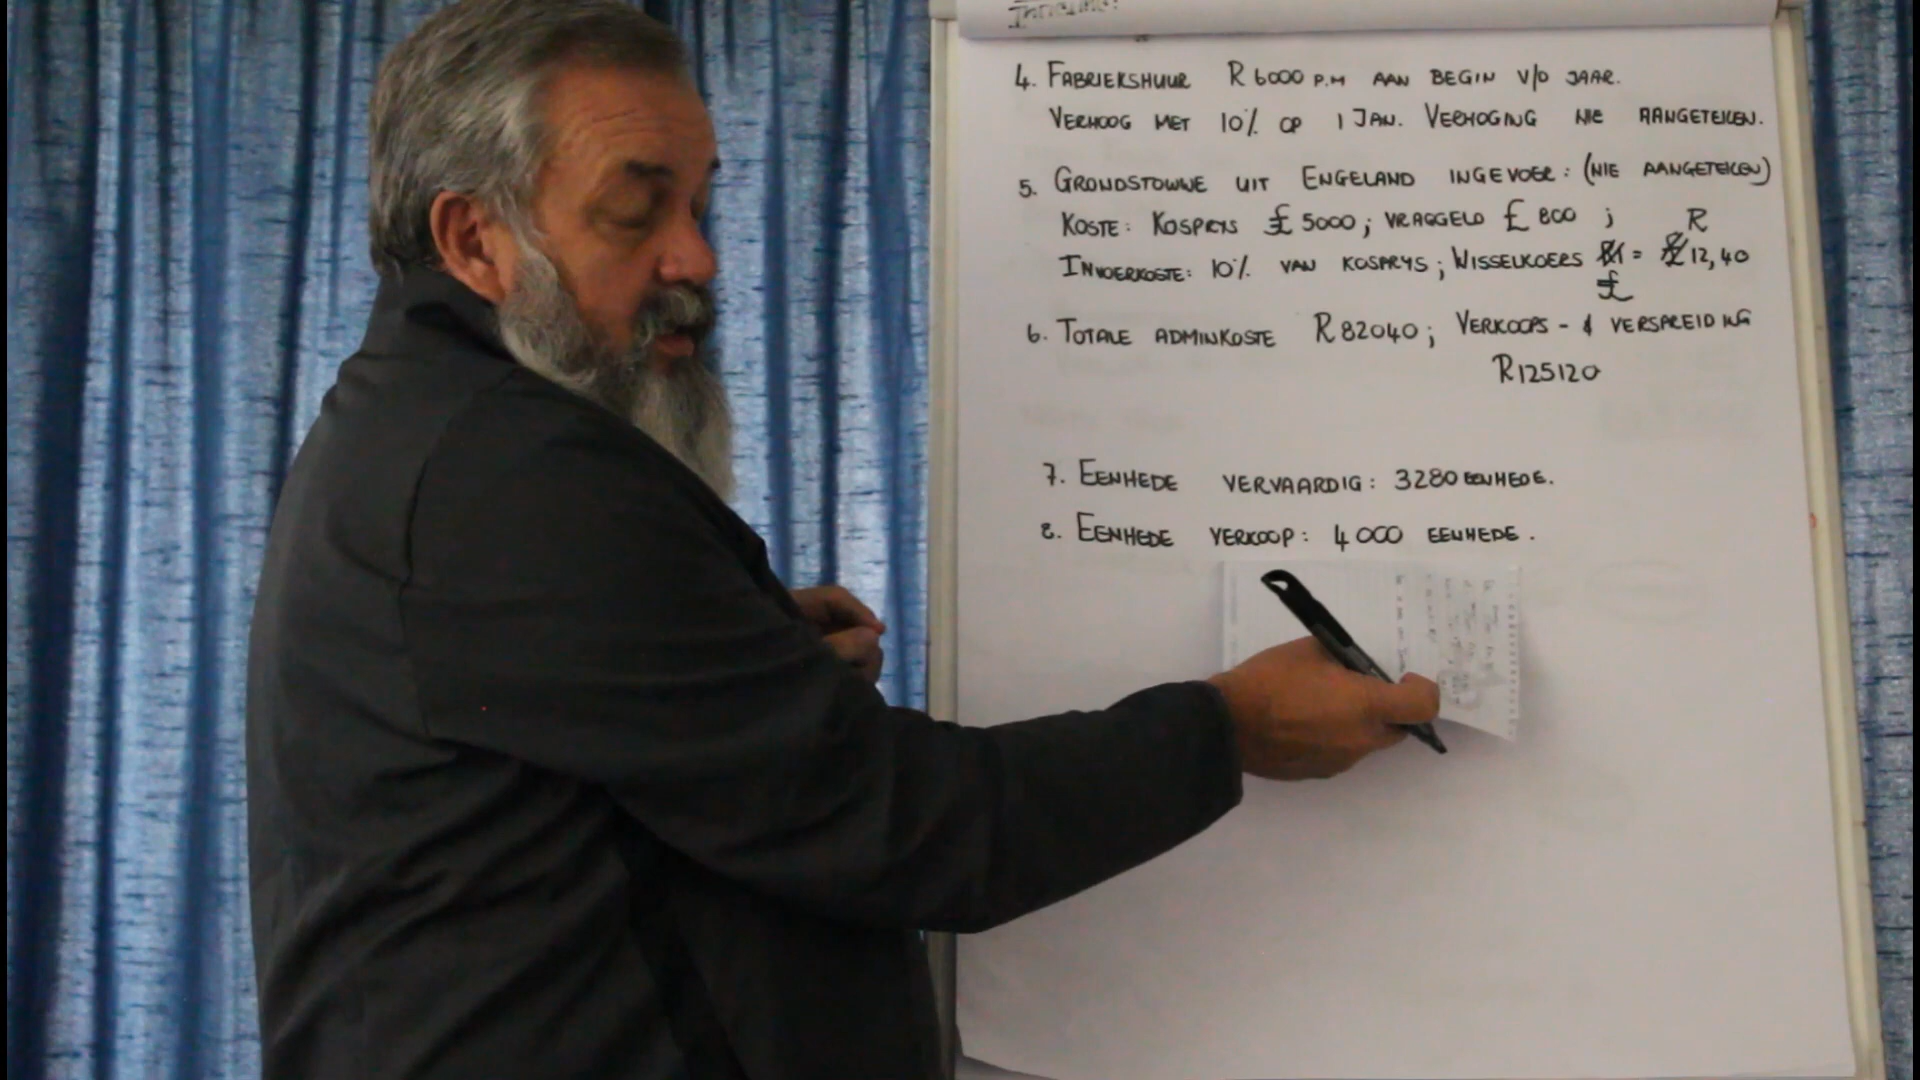 4. FABRIEKSHUUR R6000 P.M AAN BEGIN V/D JAAR.
VERHOOG MET 10% OP 1 JAN. VERHOGING NIE AANGETEKEN.
5. GRONDSTOWWE UIT ENGELAND INGEVOER: (NIE AANGETEKEN)
KOSTE: KOSPRYS £5000; VRAGGELD £800; R
INVOERKOSTE: 10% VAN KOSPRYS; WISSELKOERS = 12,40
£
6. TOTALE ADMINKOSTE R82040; VERKOOPS- & VERSPREIDING
R125120
7. EENHEDE VERVAARDIG: 3280 EENHEDE.
8. EENHEDE VERKOOP: 4000 EENHEDE.